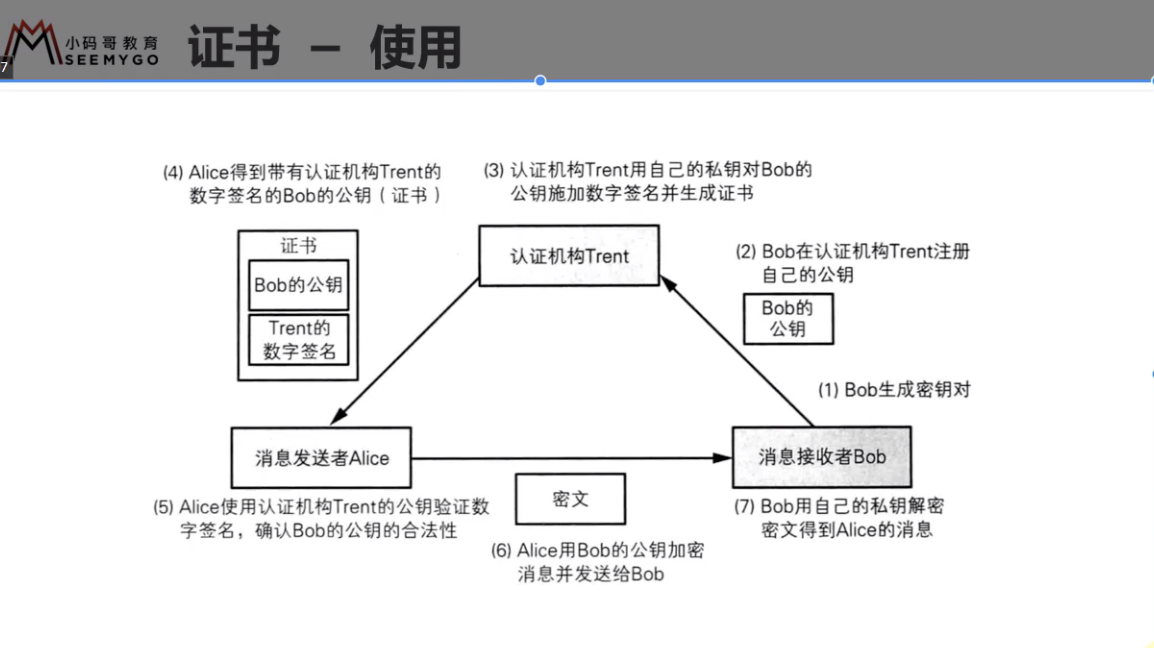 小码哥教育
SEEMYGO
证书 - 使用
7
(4) Alice得到带有认证机构Trent的
数字签名的Bob的公钥（证书）
(3) 认证机构Trent用自己的私钥对Bob的
公钥施加数字签名并生成证书
证书
Bob的公钥
Trent的
数字签名
认证机构Trent
(2) Bob在认证机构Trent注册
自己的公钥
Bob的
公钥
(1) Bob生成密钥对
消息发送者Alice
消息接收者Bob
(5) Alice使用认证机构Trent的公钥验证数
字签名，确认Bob的公钥的合法性
密文
(6) Alice用Bob的公钥加密
消息并发送给Bob
(7) Bob用自己的私钥解密
密文得到Alice的消息